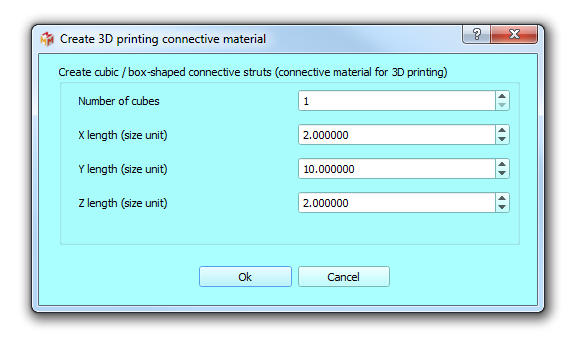 Create 3D printing connective material
?
Create cubic / box-shaped connective struts (connective material for 3D printing)
Number of cubes 1
X length (size unit) 2.000000
Y length (size unit) 10.000000
Z length (size unit) 2.000000
Ok Cancel